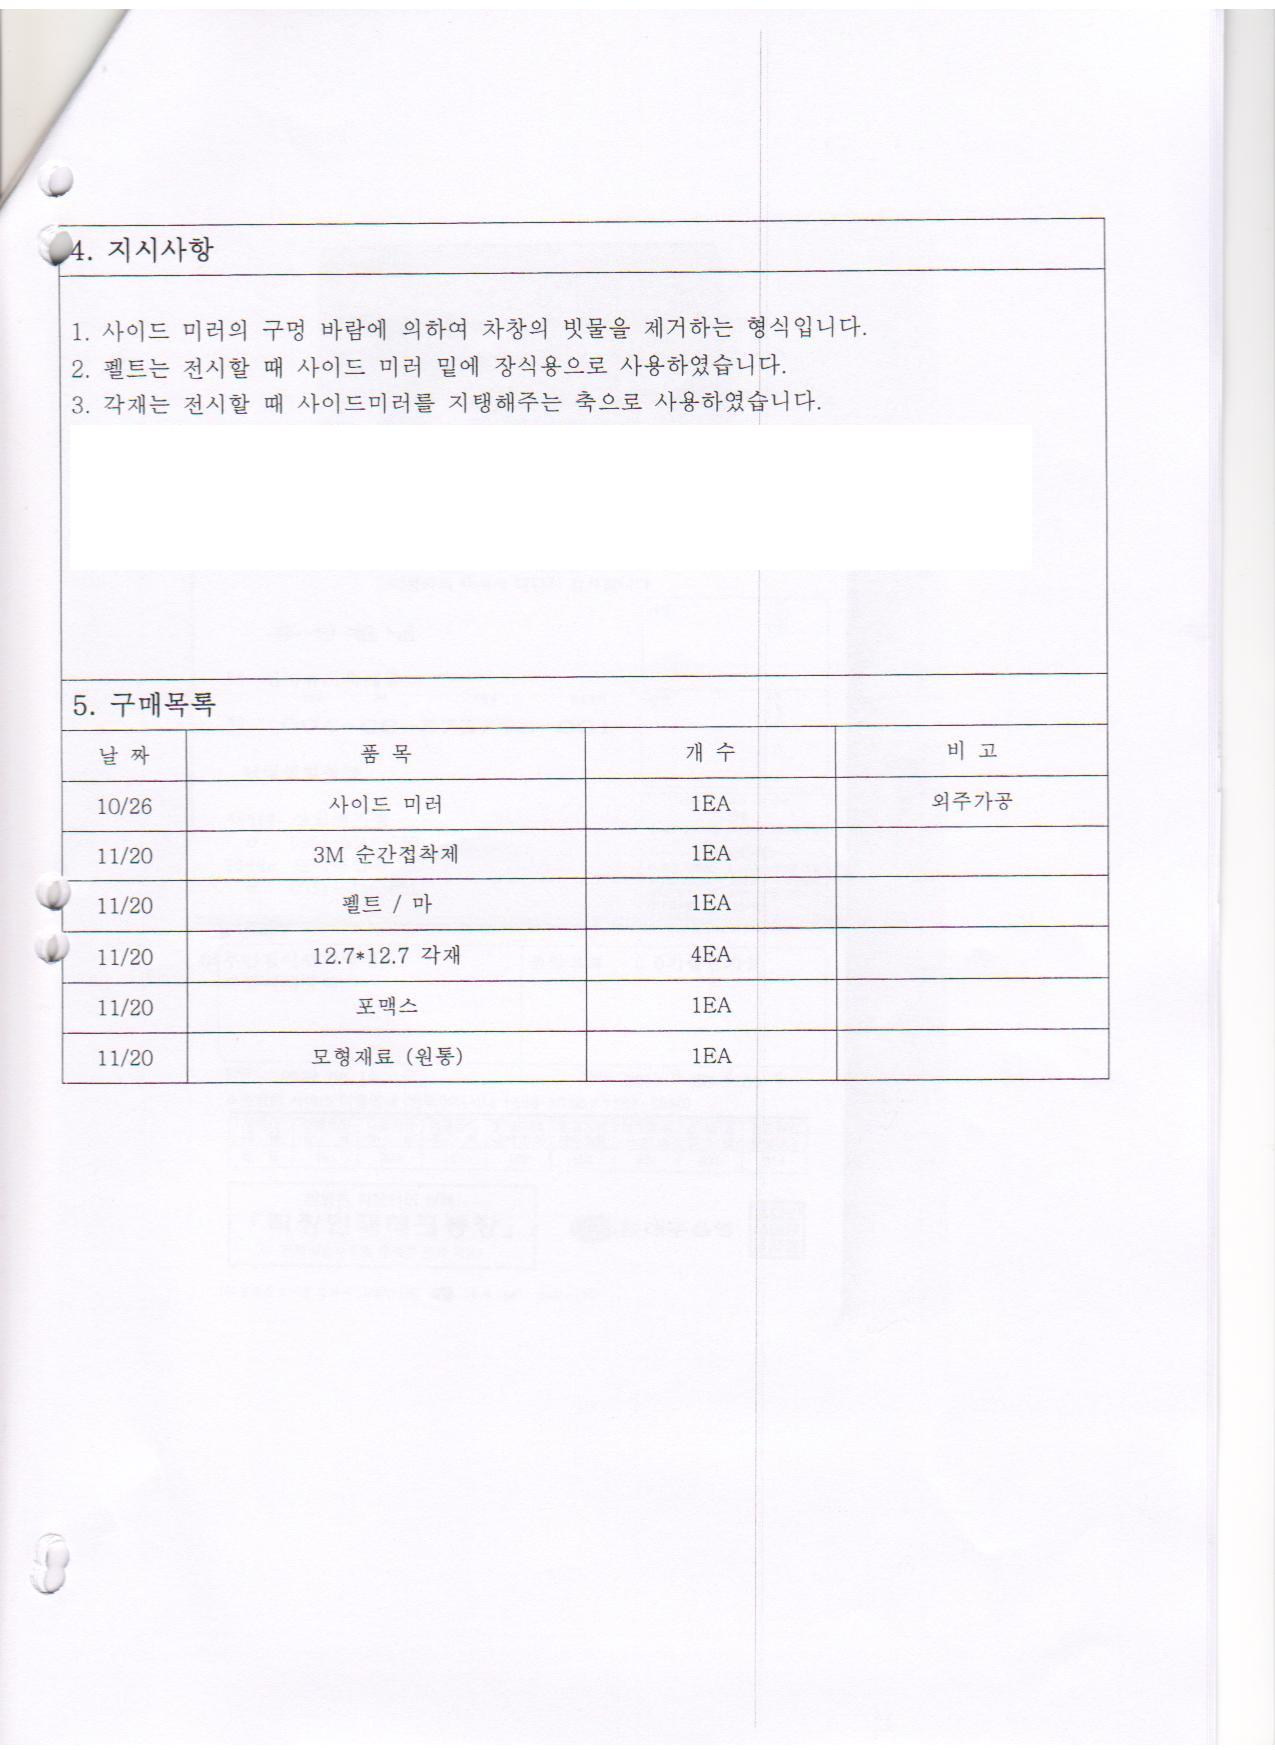 4. 지시사항
1. 사이드 미러의 구멍 바람에 의하여 차창의 빗물을 제거하는 형식입니다.
2. 펠트는 전시할 때 사이드 미러 밑에 장식용으로 사용하였습니다.
3. 각재는 전시할 때 사이드미러를 지탱해주는 축으로 사용하였습니다.
5. 구매목록
날 짜 품 목 개 수 비 고
10/26 사이드 미러 1EA 외주가공
11/20 3M 순간접착제 1EA
11/20 펠트 / 마 1EA
11/20 12.7*12.7 각재 4EA
11/20 포맥스 1EA
11/20 모형재료 (원통) 1EA